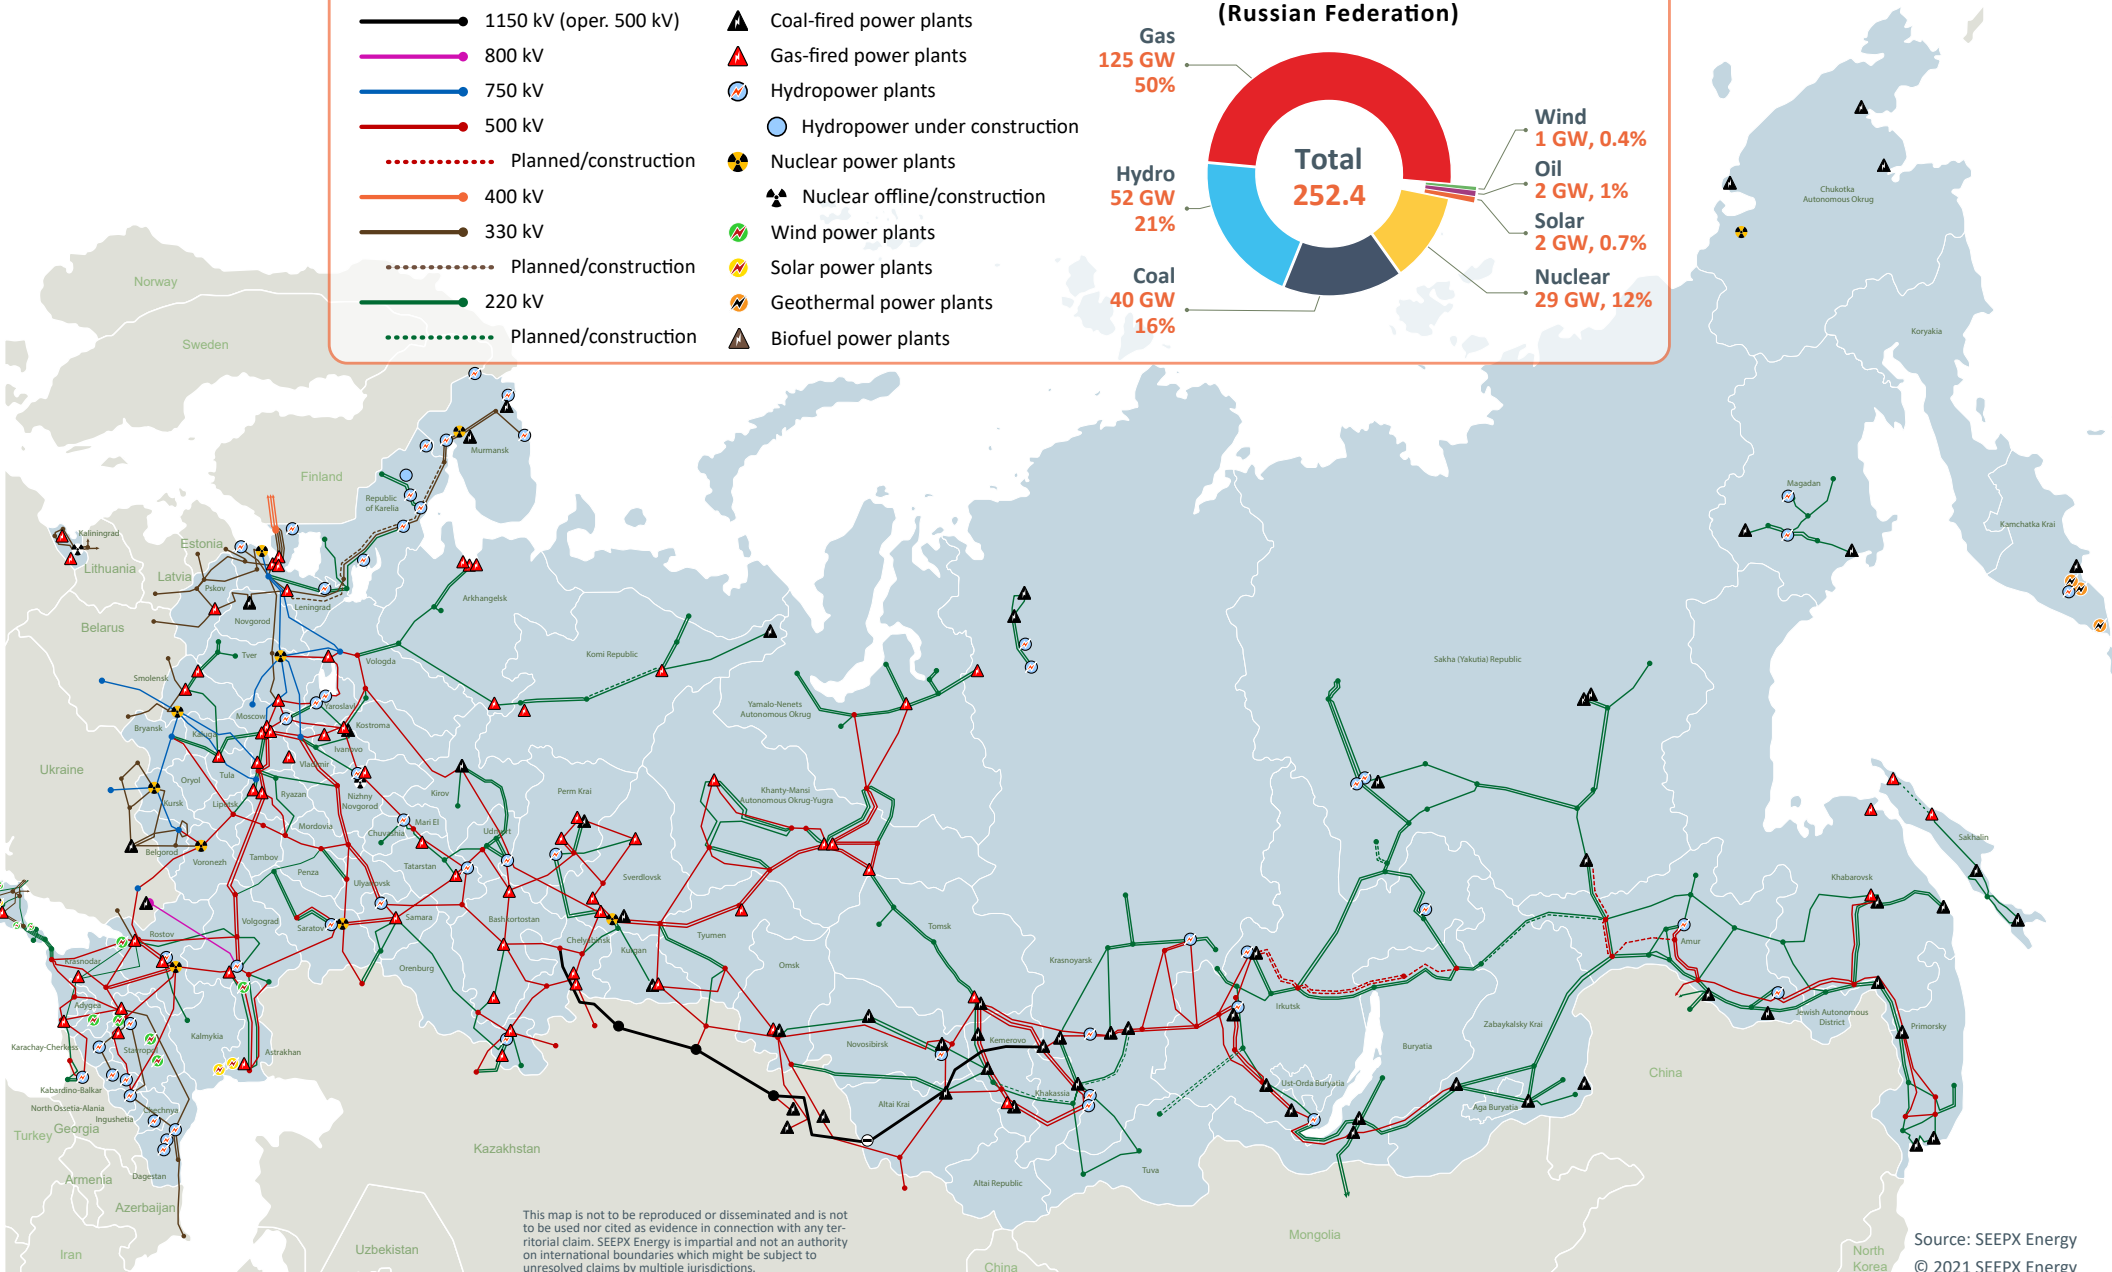 1150 kV (oper. 500 kV)
800 kV
750 kV
500 kV
Planned/construction
400 kV
330 kV
Planned/construction
220 kV
Planned/construction
Coal-fired power plants
Gas-fired power plants
Hydropower plants
Hydropower under construction
Nuclear power plants
Nuclear offline/construction
Wind power plants
Solar power plants
Geothermal power plants
Biofuel power plants
(Russian Federation)
Gas
125 GW
50%
Hydro
52 GW
21%
Coal
40 GW
16%
Total
252.4
Wind
1 GW, 0.4%
Oil
2 GW, 1%
Solar
2 GW, 0.7%
Nuclear
29 GW, 12%
Norway
Sweden
Finland
Estonia
Latvia
Lithuania
Belarus
Ukraine
Turkey
Georgia
Armenia
Azerbaijan
Iran
Uzbekistan
Kazakhstan
China
Mongolia
China
North
Korea
Kaliningrad
Murmansk
Republic
of Karelia
Pskov
Leningrad
Novgorod
Arkhangelsk
Tver
Vologda
Komi Republic
Smolensk
Moscow
Yaroslavl
Kostroma
Bryansk
Kaluga
Ivanovo
Vladimir
Oryol
Tula
Ryazan
Nizhny
Novgorod
Kirov
Perm Krai
Kursk
Lipetsk
Mordovia
Chuvashia
Mari El
Udmurt
Belgorod
Voronezh
Tambov
Penza
Tatarstan
Ulyanovsk
Sverdlovsk
Rostov
Volgograd
Saratov
Samara
Bashkortostan
Chelyabinsk
Kurgan
Tyumen
Orenburg
Krasnodar
Adygea
Stavropol
Kalmykia
Astrakhan
Karachay-Cherkess
Kabardino-Balkar
North Ossetia-Alania
Ingushetia
Chechnya
Dagestan
Yamalo-Nenets
Autonomous Okrug
Khanty-Mansi
Autonomous Okrug-Yugra
Omsk
Tomsk
Novosibirsk
Kemerovo
Altai Krai
Altai Republic
Khakassia
Tuva
Krasnoyarsk
Irkutsk
Ust-Orda Buryatia
Buryatia
Zabaykalsky Krai
Aga Buryatia
Sakha (Yakutia) Republic
Amur
Jewish Autonomous
District
Khabarovsk
Primorsky
Sakhalin
Magadan
Kamchatka Krai
Koryakia
Chukotka
Autonomous Okrug
This map is not to be reproduced or disseminated and is not
to be used nor cited as evidence in connection with any ter-
ritorial claim. SEEPX Energy is impartial and not an authority
on international boundaries which might be subject to
unresolved claims by multiple jurisdictions.
Source: SEEPX Energy
© 2021 SEEPX Energy